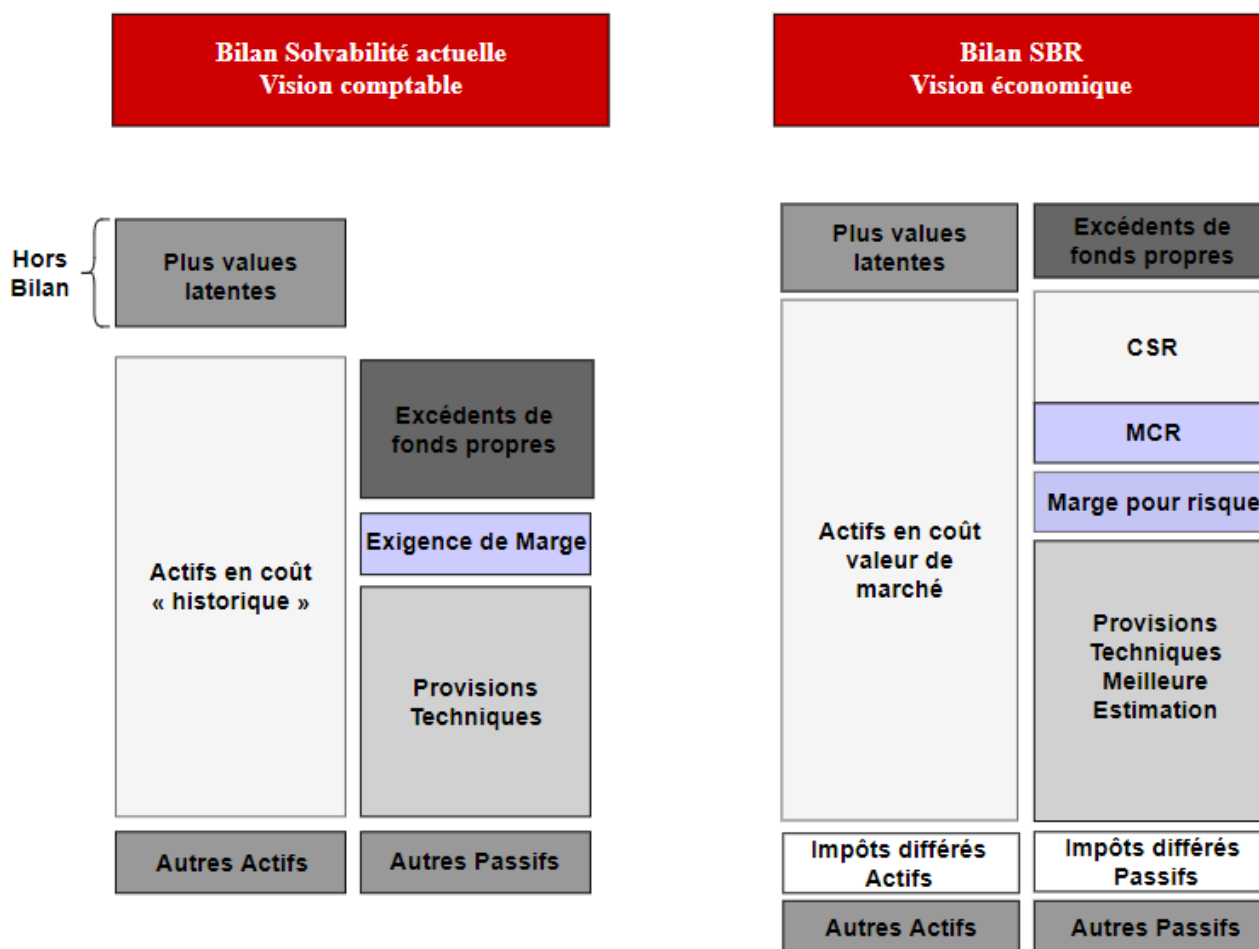 Bilan Solvabilité actuelle
Vision comptable
Bilan SBR
Vision économique
Hors
Bilan
Plus values
latentes
Excédents de
fonds propres
Actifs en coût
« historique »
Exigence de Marge
Provisions
Techniques
Autres Actifs
Autres Passifs
Plus values
latentes
Excédents de
fonds propres
CSR
MCR
Marge pour risque
Actifs en coût
valeur de
marché
Provisions
Techniques
Meilleure
Estimation
Impôts différés
Actifs
Impôts différés
Passifs
Autres Actifs
Autres Passifs